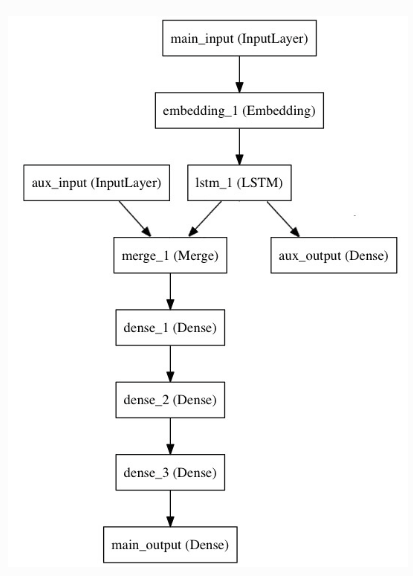 main_input (InputLayer)
embedding_1 (Embedding)
aux_input (InputLayer)
lstm_1 (LSTM)
merge_1 (Merge)
aux_output (Dense)
dense_1 (Dense)
dense_2 (Dense)
dense_3 (Dense)
main_output (Dense)